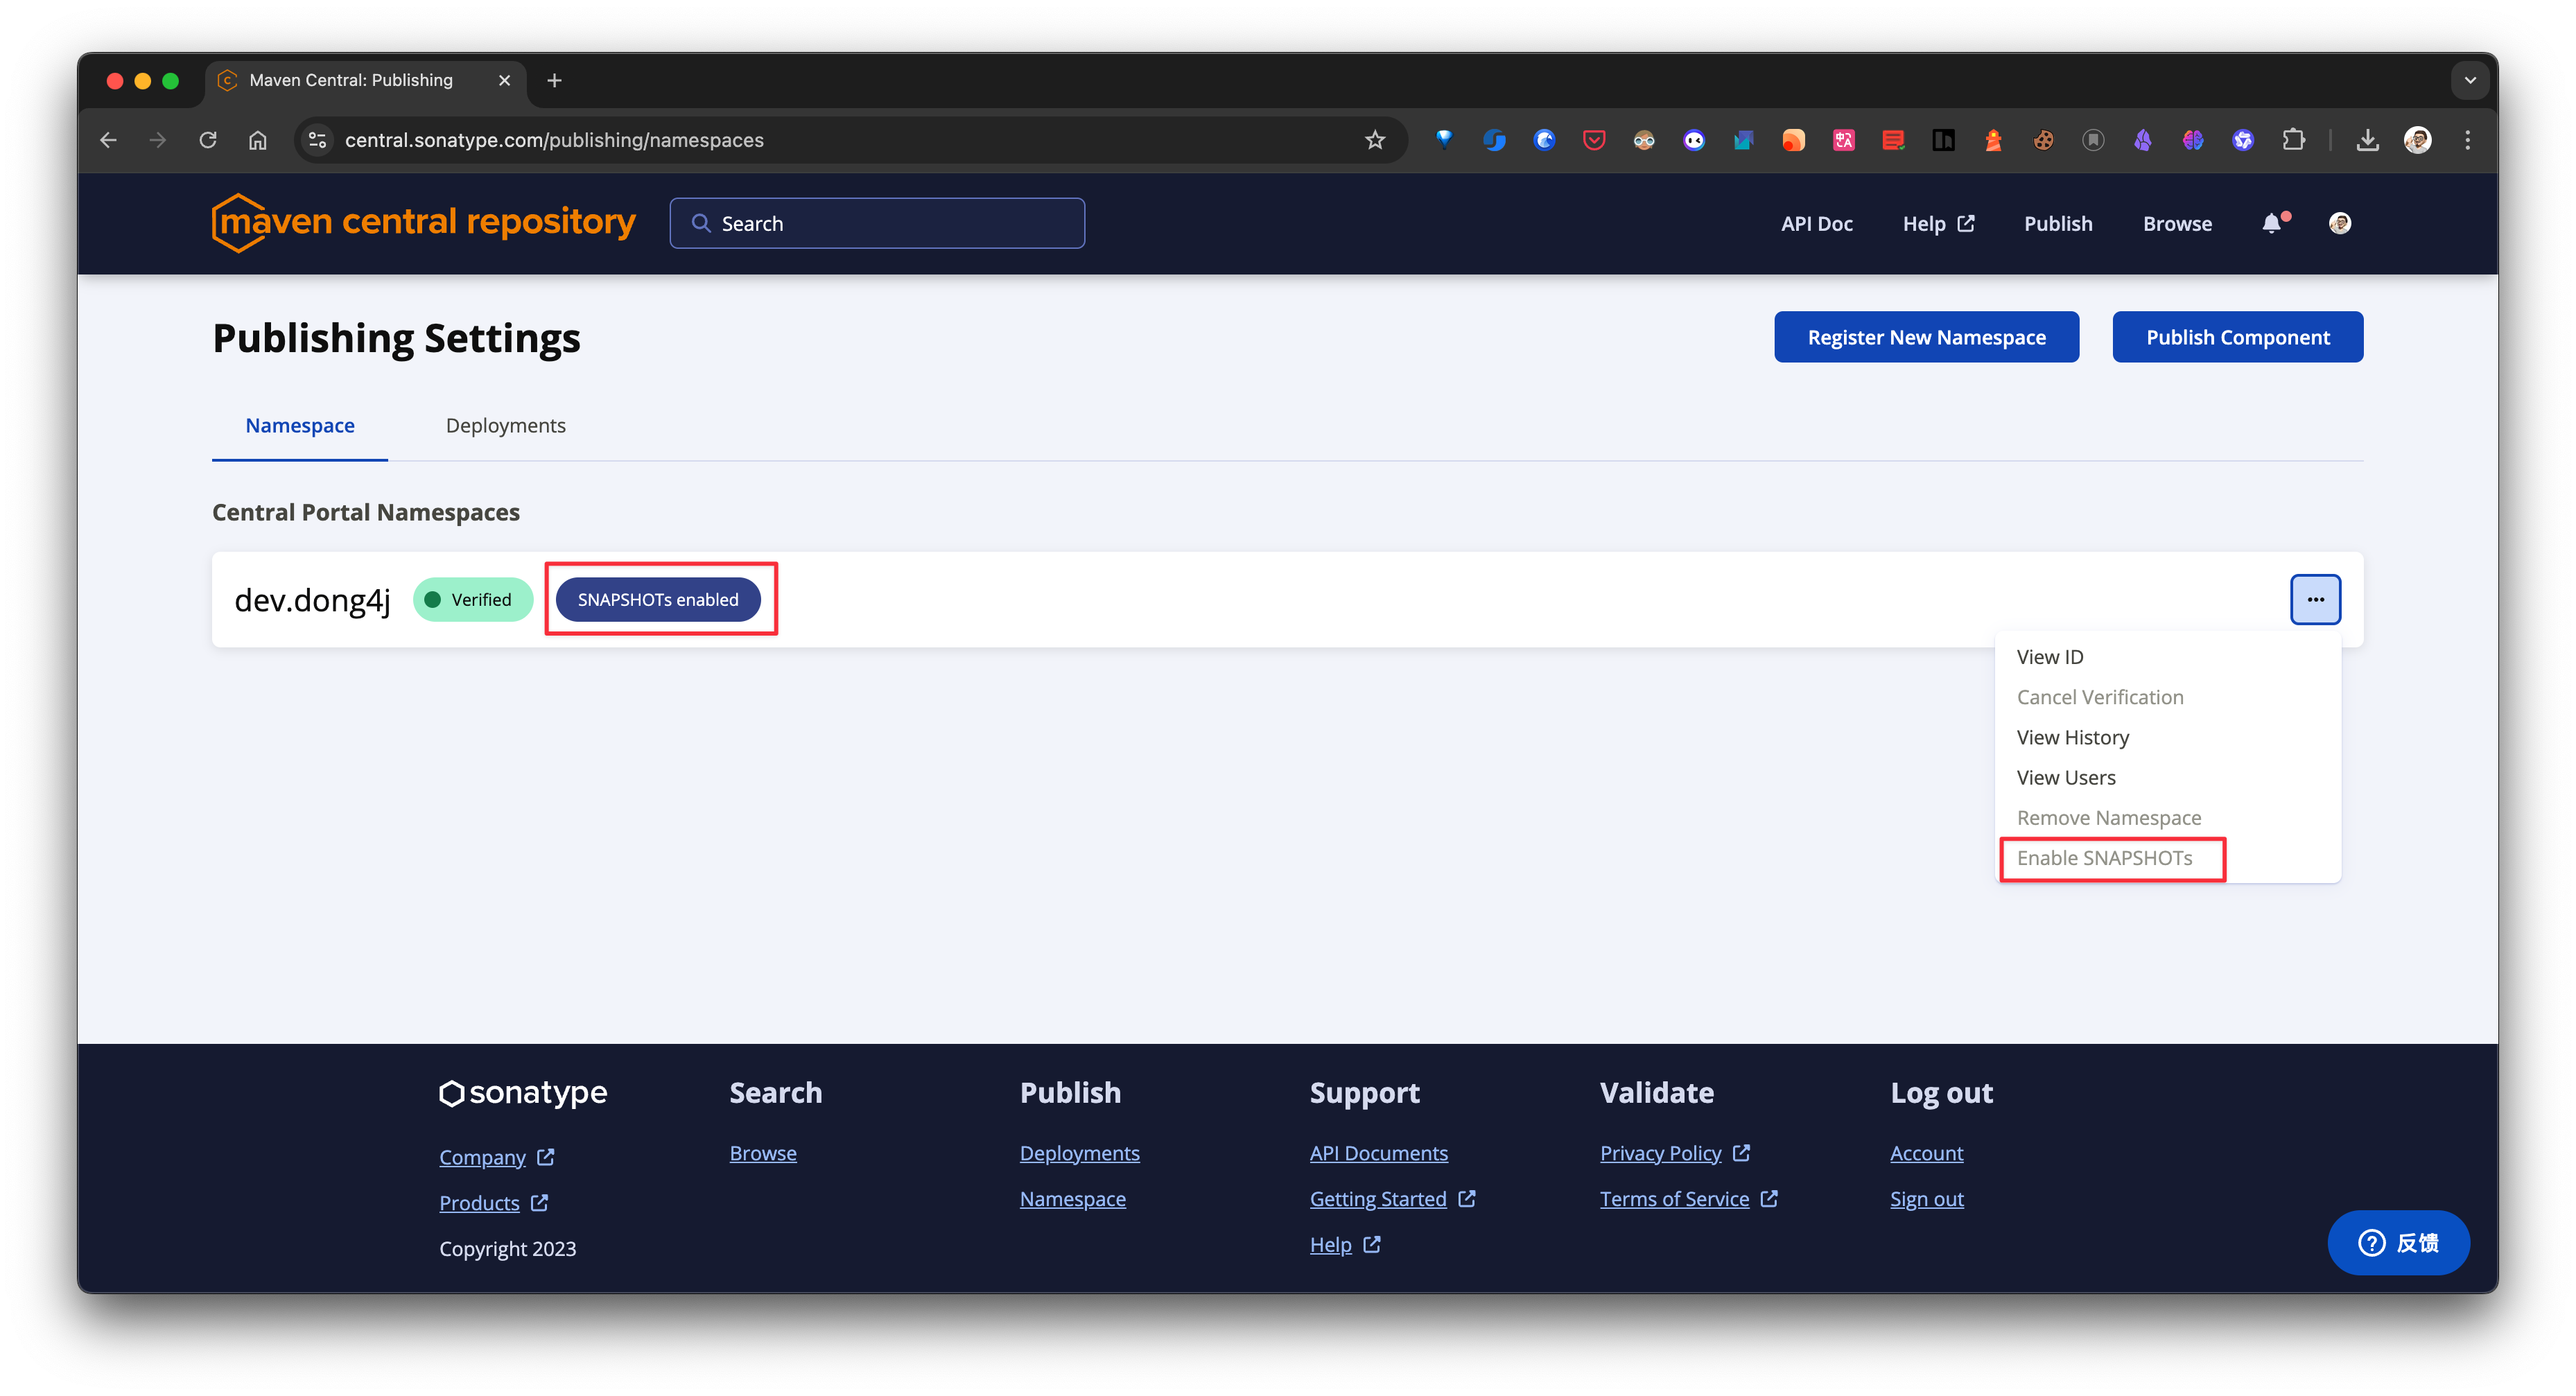 Maven Central: Publishing
central.sonatype.com/publishing/namespaces
maven central repository
Search
API Doc
Help
Publish
Browse
Publishing Settings
Register New Namespace
Publish Component
Namespace
Deployments
Central Portal Namespaces
dev.dong4j
Verified
SNAPSHOTs enabled
...
View ID
Cancel Verification
View History
View Users
Remove Namespace
Enable SNAPSHOTs
sonatype
Company
Products
Copyright 2023
Search
Browse
Publish
Deployments
Namespace
Support
API Documents
Getting Started
Help
Validate
Privacy Policy
Terms of Service
Log out
Account
Sign out
反馈